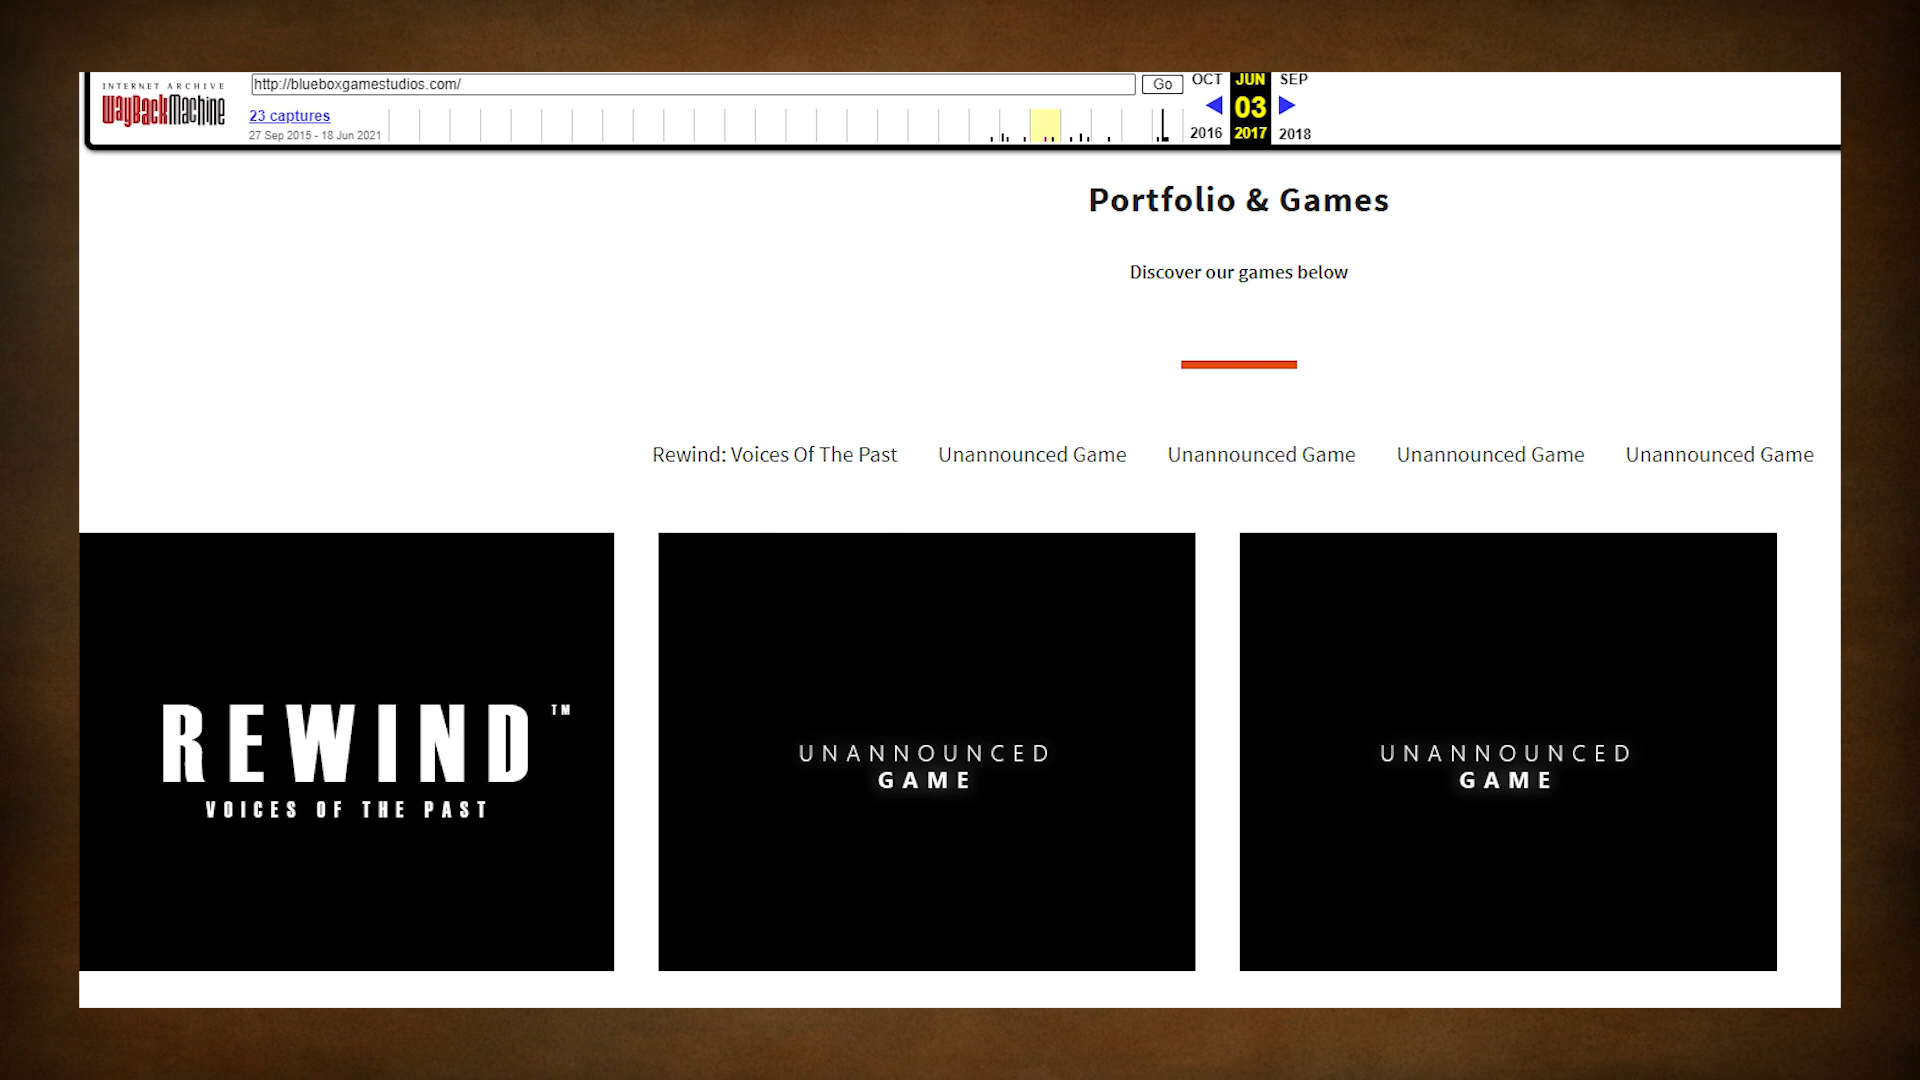 INTERNET ARCHIVE
WayBackMachine
http://blueboxgamestudios.com/
Go
OCT JUN SEP
03
2016 2017 2018
23 captures
27 Sep 2015 - 18 Jun 2021
Portfolio & Games
Discover our games below
Rewind: Voices Of The Past Unannounced Game Unannounced Game Unannounced Game Unannounced Game
REWIND™
VOICES OF THE PAST
UNANNOUNCED
GAME
UNANNOUNCED
GAME